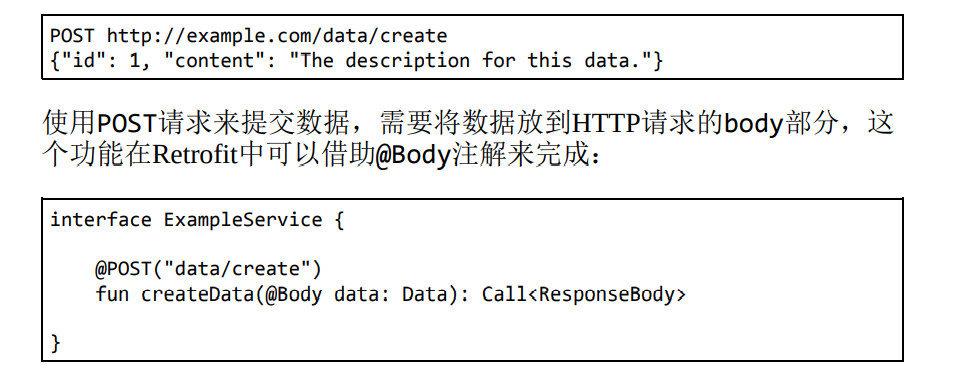 POST http://example.com/data/create
{"id": 1, "content": "The description for this data."}
使用POST请求来提交数据，需要将数据放到HTTP请求的body部分，这
个功能在Retrofit中可以借助@Body注解来完成：
interface ExampleService {
@POST("data/create")
fun createData(@Body data: Data): Call<ResponseBody>
}